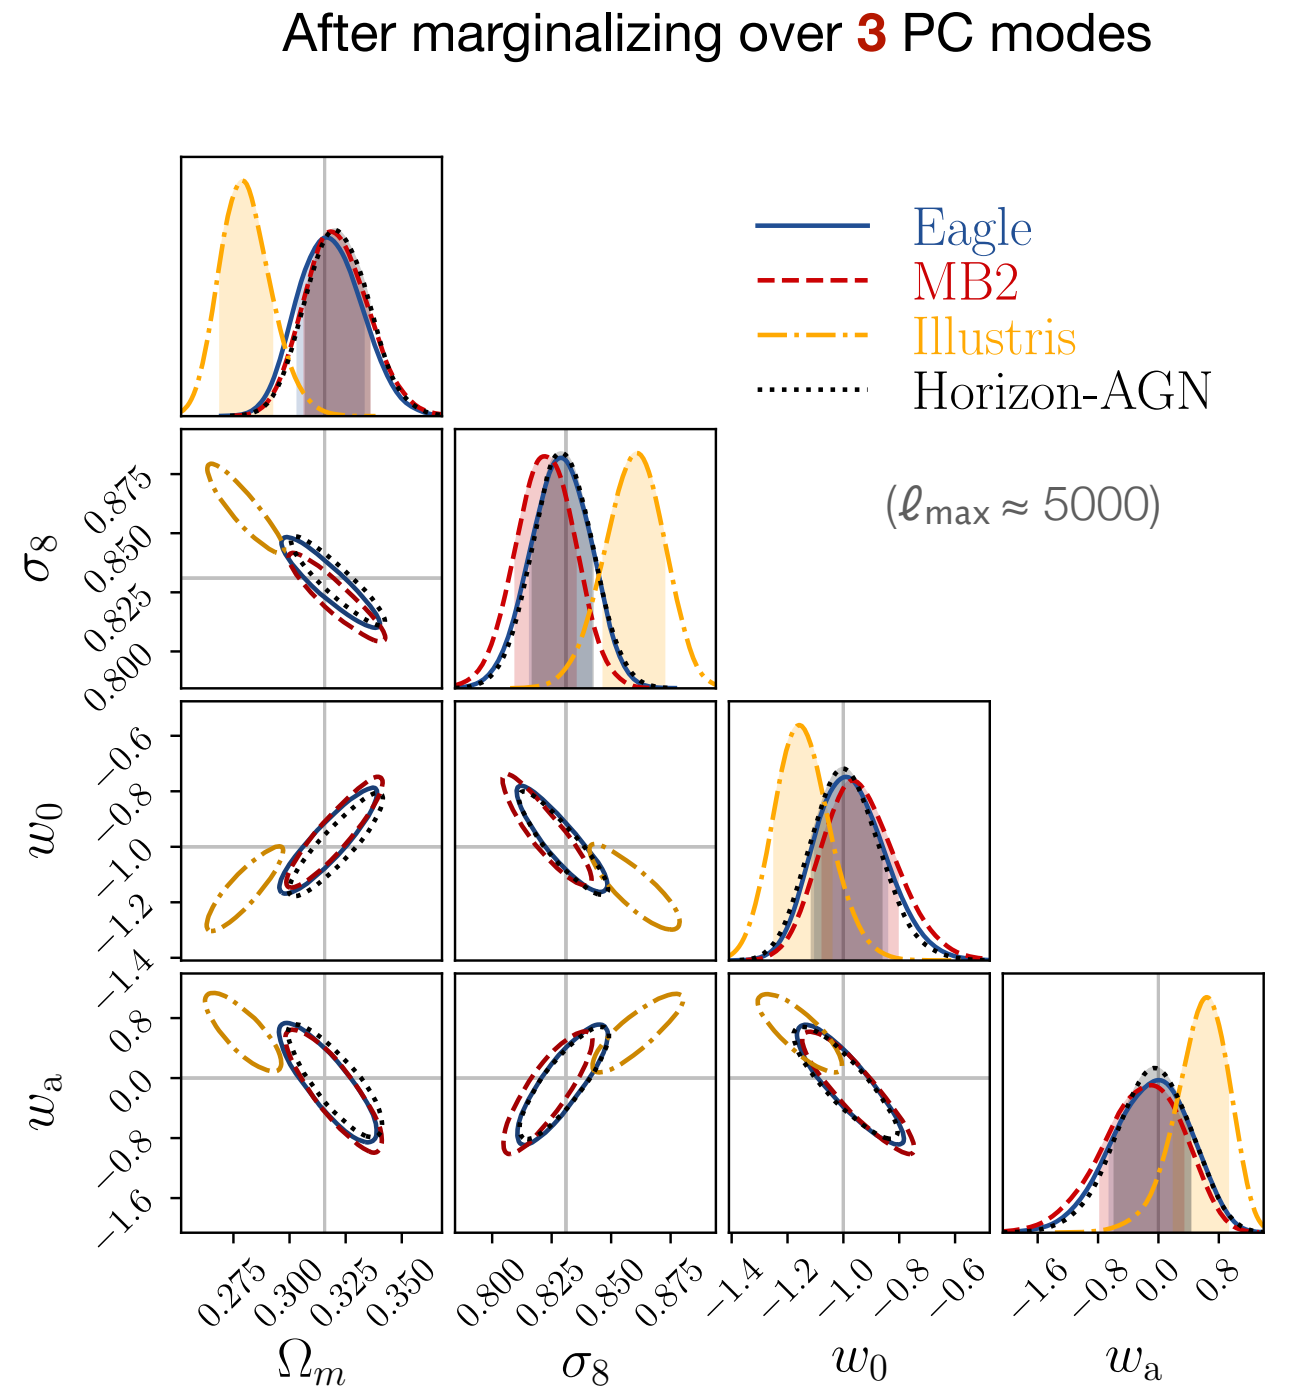 After marginalizing over 3 PC modes
Eagle
MB2
Illustris
Horizon-AGN
(ℓmax ≈ 5000)
σ8
0.875
0.850
0.825
0.800
w0
−0.6
−0.8
−1.0
−1.2
−1.4
wa
0.8
0.0
−0.8
−1.6
0.275 0.300 0.325 0.350 0.800 0.825 0.850 0.875 −1.4 −1.2 −1.0 −0.8 −0.6 −1.6 −0.8 0.0 0.8
Ωm σ8 w0 wa